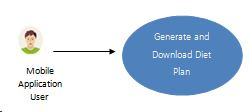 Generate and
Download Diet
Plan
Mobile
Application
User